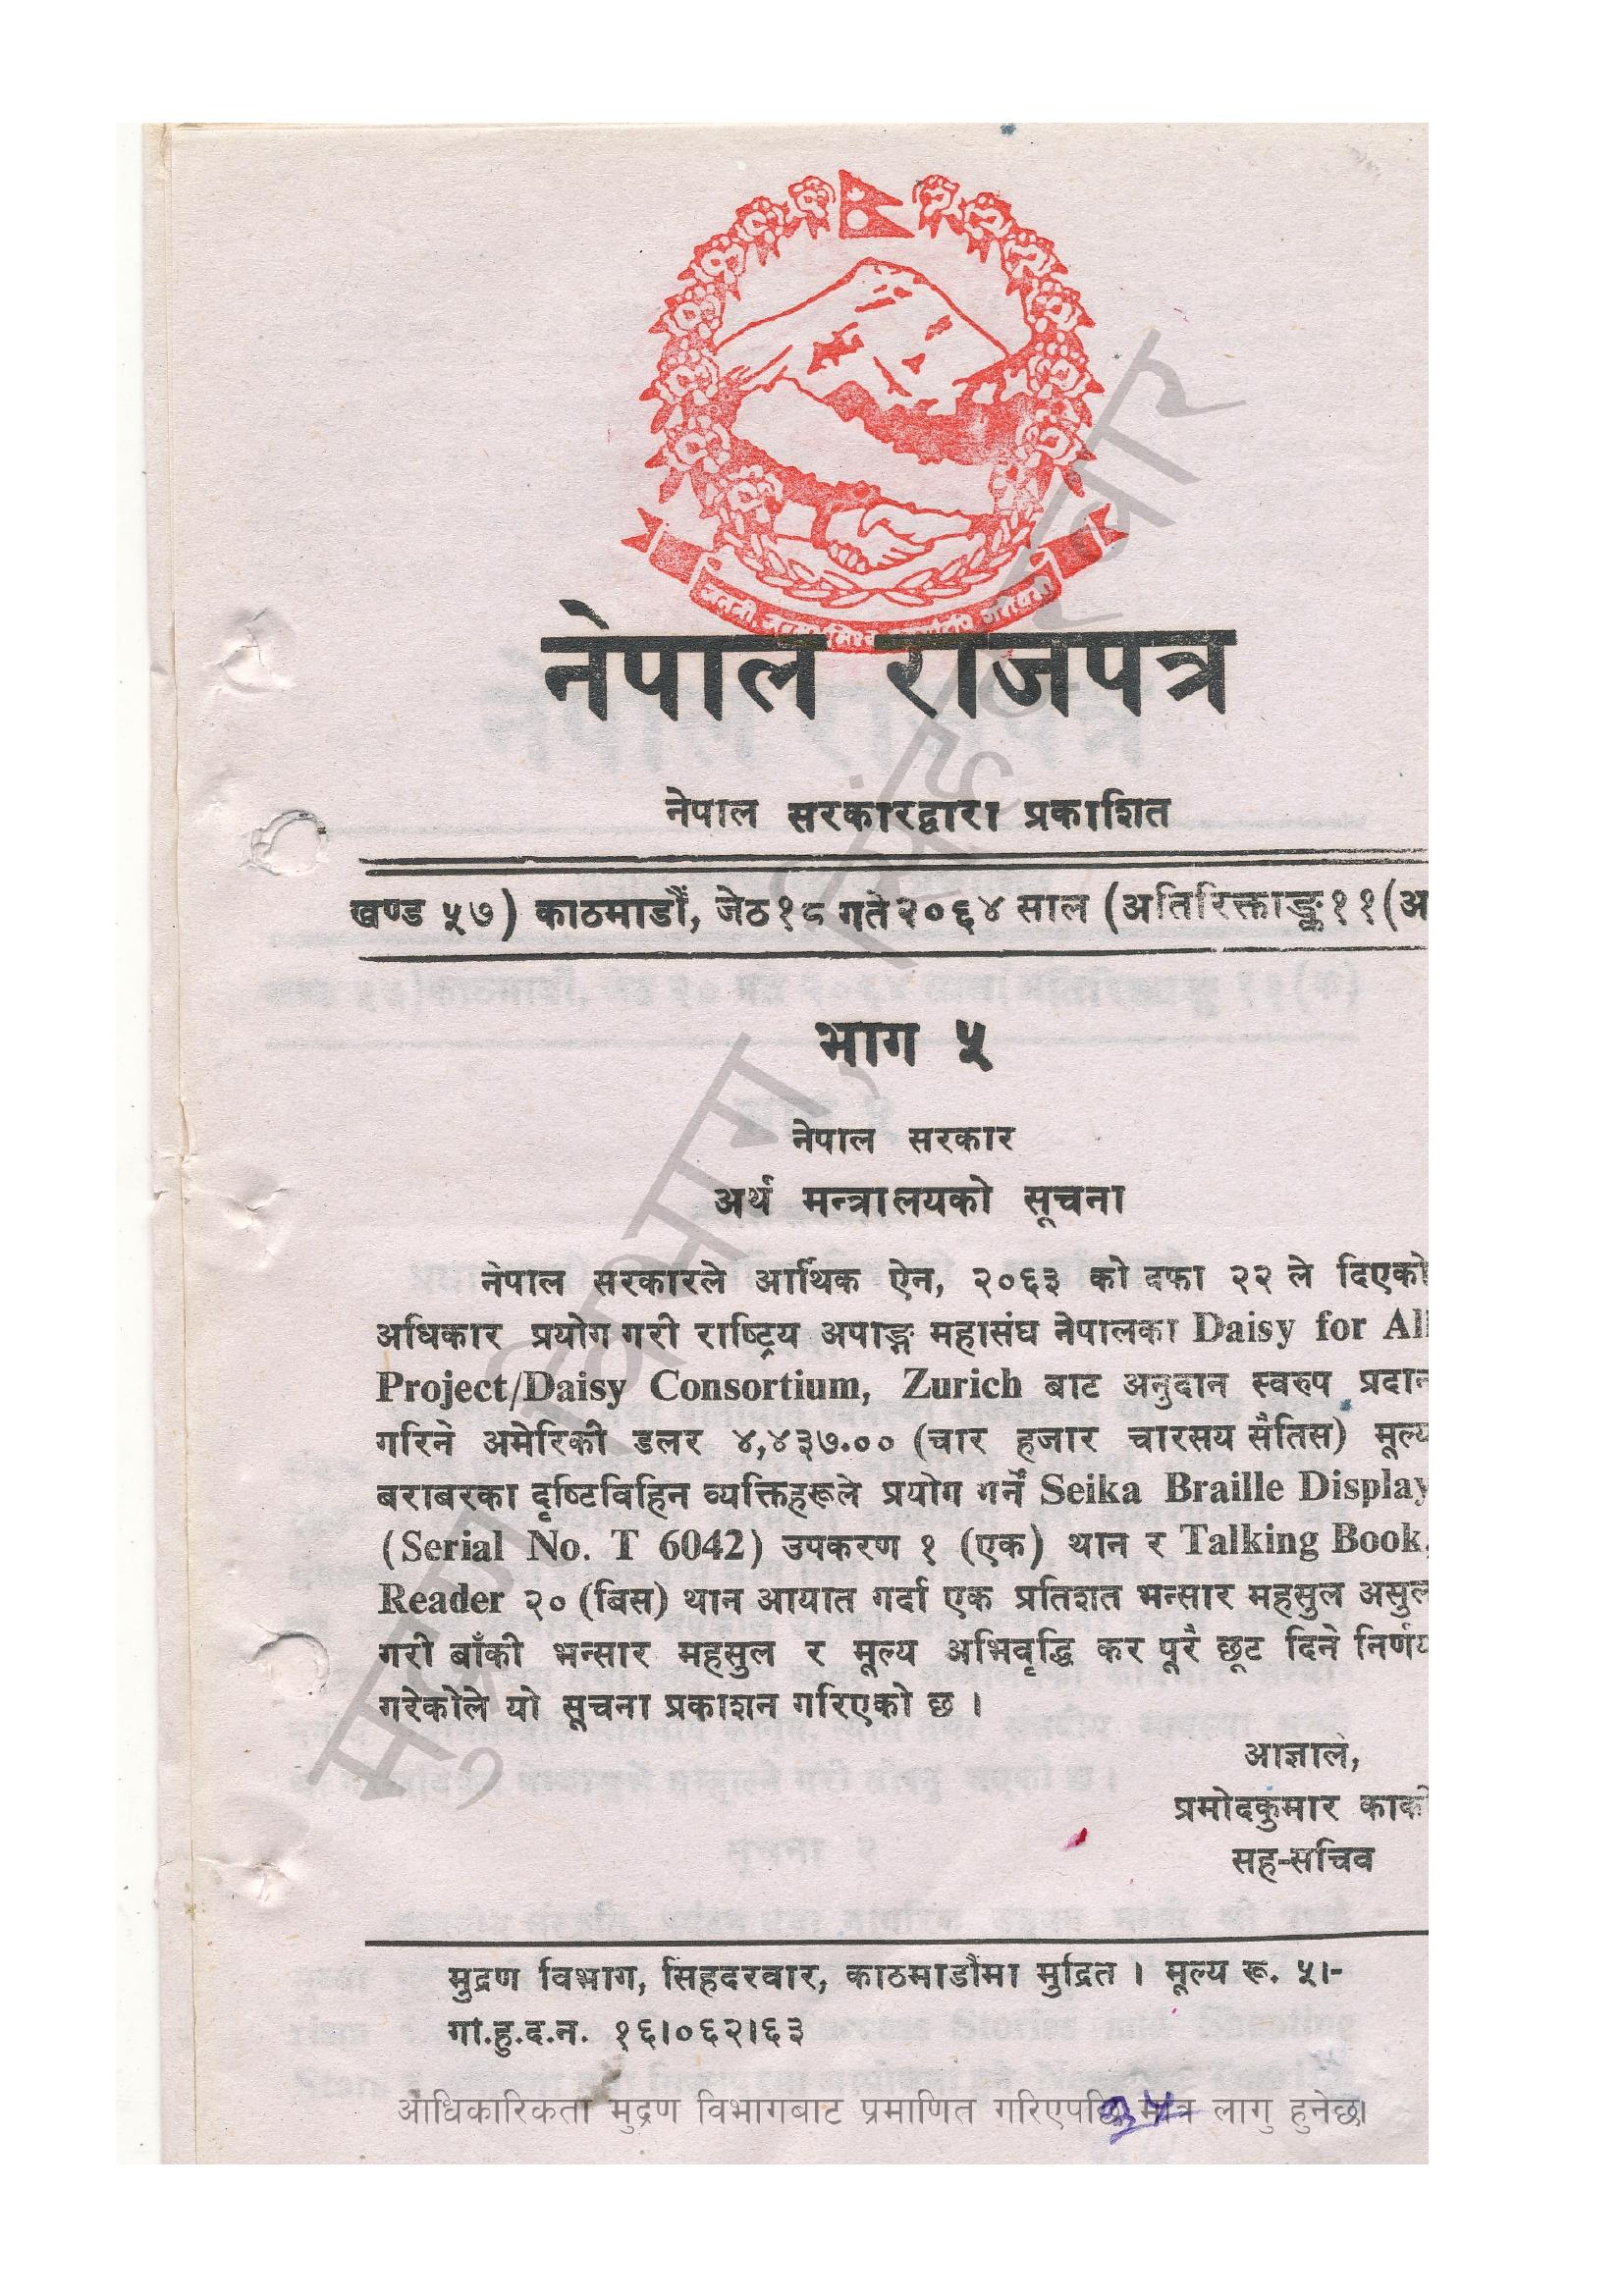 नेपाल राजपत्र
नेपाल सरकारद्वारा प्रकाशित
खण्ड ५७) काठमाडौं, जेठ १८ गते २०६४ साल (अतिरिक्ताङ्क ११ (अ
भाग ५
नेपाल सरकार
अर्थ मन्त्रालयको सूचना
नेपाल सरकारले आर्थिक ऐन, २०६३ को दफा २२ ले दिएको
अधिकार प्रयोग गरी राष्ट्रिय अपाङ्ग महासंघ नेपालका Daisy for All
Project/Daisy Consortium, Zurich बाट अनुदान स्वरुप प्रदान
गरिने अमेरिकी डलर ४,४३७.०० (चार हजार चारसय सैंतिस) मूल्य
बराबरका दृष्टिविहिन व्यक्तिहरूले प्रयोग गर्ने Seika Braille Display
(Serial No. T 6042) उपकरण १ (एक) थान र Talking Book,
Reader २० (बिस) थान आयात गर्दा एक प्रतिशत भन्सार महसुल असुल
गरी बाँकी भन्सार महसुल र मूल्य अभिवृद्धि कर पूरै छूट दिने निर्णय
गरेकोले यो सूचना प्रकाशन गरिएको छ ।
आज्ञाले,
प्रमोदकुमार कार्की
सह-सचिव
मुद्रण विभाग, सिंहदरवार, काठमाडौंमा मुद्रित । मूल्य रू. ५।-
गो.हु.द.न. १६।०६२।६३
आधिकारिकता मुद्रण विभागबाट प्रमाणित गरिएपछि मात्र लागु हुनेछ।
मुद्रण विभाग, सिंहदरबार